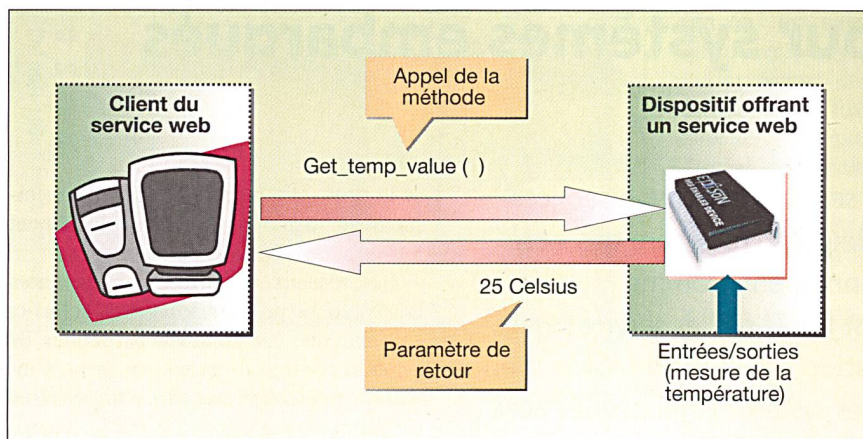 Client du
service web
Appel de la
méthode
Dispositif offrant
un service web
Get_temp_value ( )
25 Celsius
Paramètre de
retour
Entrées/sorties
(mesure de la
température)